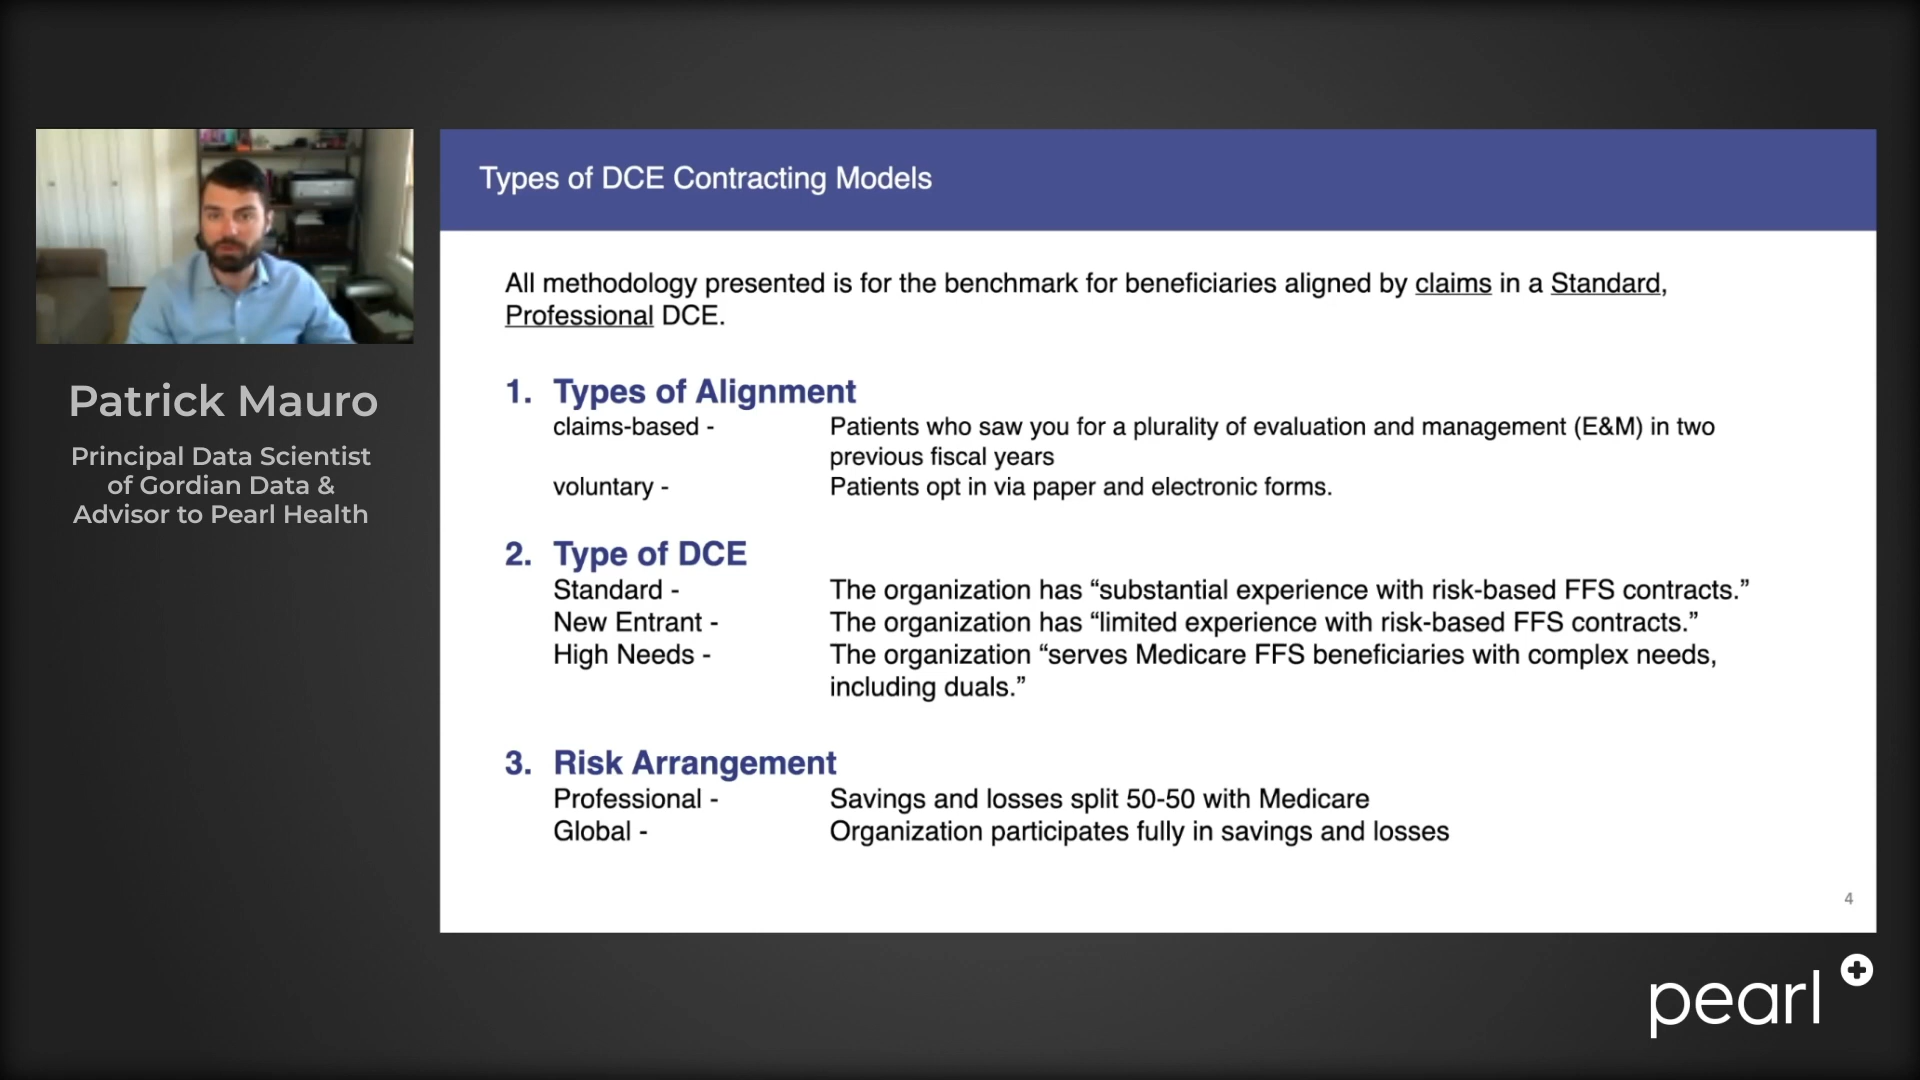 Patrick Mauro
Principal Data Scientist
of Gordian Data &
Advisor to Pearl Health
Types of DCE Contracting Models
All methodology presented is for the benchmark for beneficiaries aligned by claims in a Standard,
Professional DCE.
1. Types of Alignment
claims-based - Patients who saw you for a plurality of evaluation and management (E&M) in two
previous fiscal years
voluntary - Patients opt in via paper and electronic forms.
2. Type of DCE
Standard - The organization has “substantial experience with risk-based FFS contracts.”
New Entrant - The organization has “limited experience with risk-based FFS contracts.”
High Needs - The organization “serves Medicare FFS beneficiaries with complex needs,
including duals.”
3. Risk Arrangement
Professional - Savings and losses split 50-50 with Medicare
Global - Organization participates fully in savings and losses
4
pearl